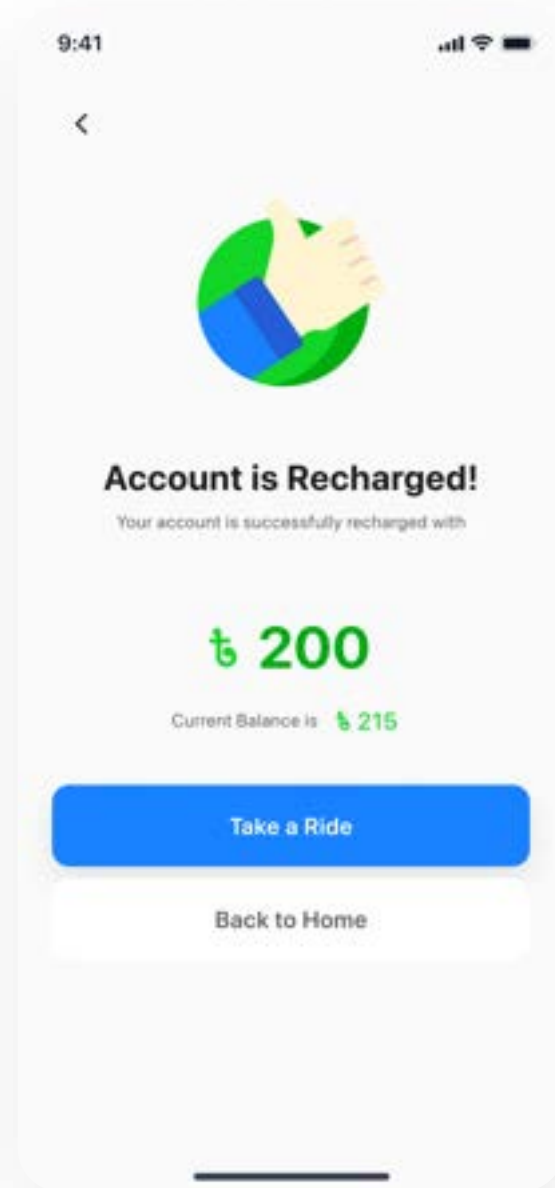 9:41
Account is Recharged!
Your account is successfully recharged with
৳ 200
Current Balance is ৳ 215
Take a Ride
Back to Home